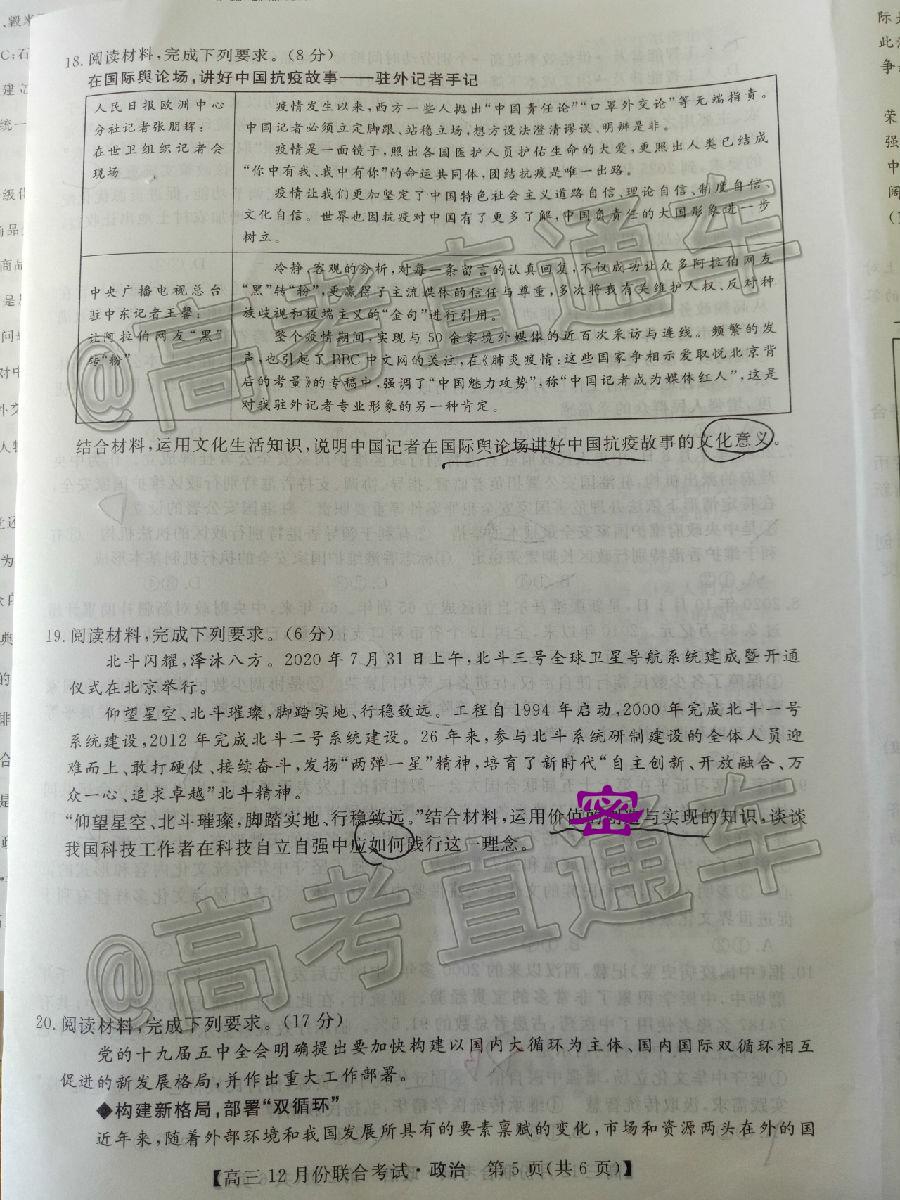 18. 阅读材料,完成下列要求。(8分)
在国际舆论场,讲好中国抗疫故事——驻外记者手记
人民日报欧洲中心
分社记者张朋辉:
在世卫组织记者会
现场
疫情发生以来,西方一些人抛出“中国责任论”“口罩外交论”等无端指责。
中国记者必须立定脚跟、站稳立场,想方设法澄清谬误、明辨是非。
疫情是一面镜子,照出各国医护人员护佑生命的大爱,更照出人类已结成
“你中有我、我中有你”的命运共同体,团结抗疫是唯一出路。
疫情让我们更加坚定了中国特色社会主义道路自信、理论自信、制度自信、
文化自信。世界也因抗疫对中国有了更多了解,中国负责任的大国形象进一步
树立。
中央广播电视总台
驻中东记者王馨:
让阿拉伯网友“黑”
转“粉”
冷静、客观的分析,对每一条留言的认真回复,不仅成功让众多阿拉伯网友
“黑”转“粉”,更赢得了主流媒体的信任与尊重,多次将我有关维护人权、反对种
族歧视和极端主义的“金句”进行引用。
整个疫情期间,实现与50余家境外媒体的近百次采访与连线。频繁的发
声,也引起了BBC中文网的关注,在《肺炎疫情:这些国家争相示爱取悦北京背
后的考量》的专稿中,强调了“中国魅力攻势”,称“中国记者成为媒体红人”,这是
对我驻外记者专业形象的另一种肯定。
结合材料,运用文化生活知识,说明中国记者在国际舆论场讲好中国抗疫故事的文化意义。
19. 阅读材料,完成下列要求。(6分)
北斗闪耀,泽沐八方。2020年7月31日上午,北斗三号全球卫星导航系统建成暨开通
仪式在北京举行。
仰望星空、北斗璀璨,脚踏实地、行稳致远。工程自1994年启动,2000年完成北斗一号
系统建设,2012年完成北斗二号系统建设。26年来,参与北斗系统研制建设的全体人员迎
难而上、敢打硬仗、接续奋斗,发扬“两弹一星”精神,培育了新时代“自主创新、开放融合、万
众一心、追求卓越”北斗精神。
“仰望星空、北斗璀璨,脚踏实地、行稳致远。”结合材料,运用价值的密造与实现的知识,谈谈
我国科技工作者在科技自立自强中应如何践行这一理念。
20. 阅读材料,完成下列要求。(17分)
党的十九届五中全会明确提出要加快构建以国内大循环为主体、国内国际双循环相互
促进的新发展格局,并作出重大工作部署。
◆构建新格局,部署“双循环”
近年来,随着外部环境和我国发展所具有的要素禀赋的变化,市场和资源两头在外的国
【高三12月份联合考试·政治 第5页(共6页)】
@高考直通车
@高考直通车